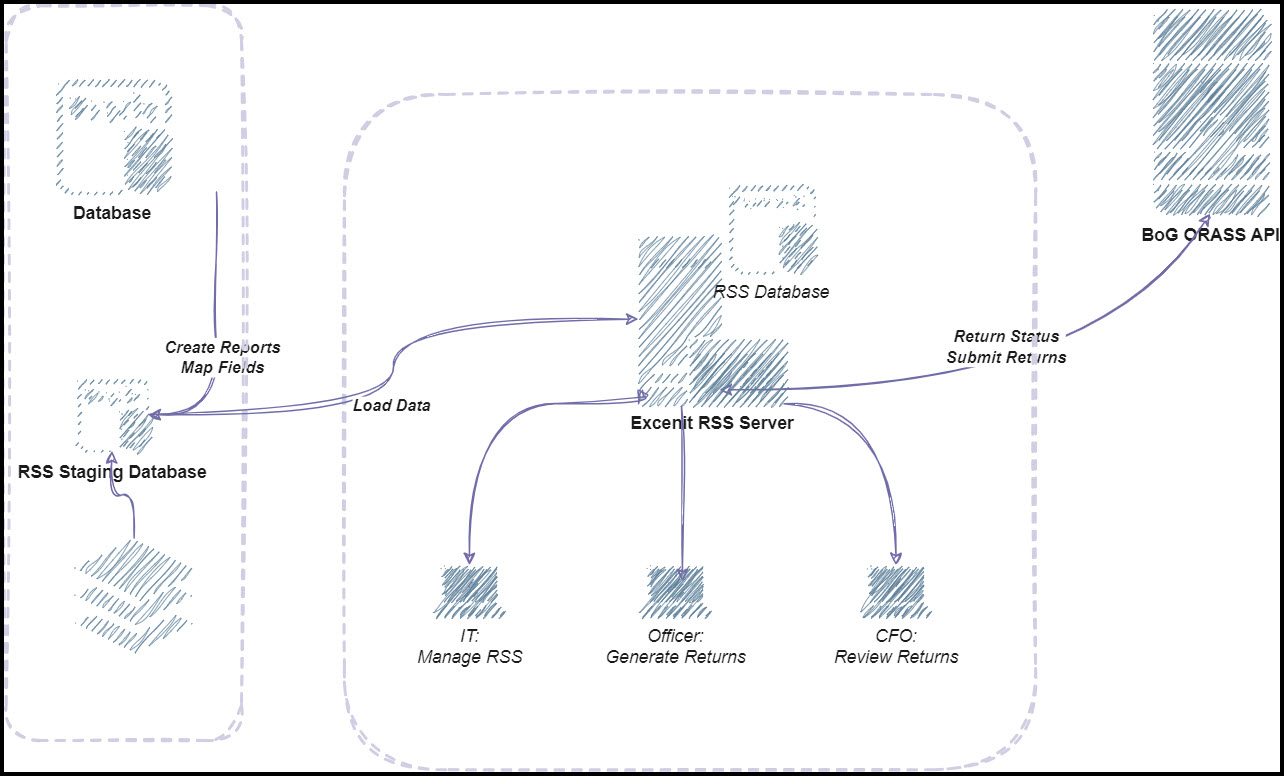 Database
BoG ORASS API
RSS Database
Create Reports
Map Fields
Return Status
Submit Returns
Load Data
Excenit RSS Server
RSS Staging Database
IT:
Manage RSS
Officer:
Generate Returns
CFO:
Review Returns